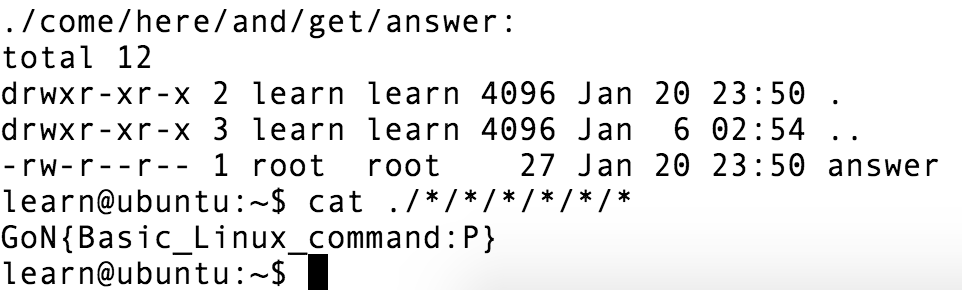 ./come/here/and/get/answer:
total 12
drwxr-xr-x 2 learn learn 4096 Jan 20 23:50 .
drwxr-xr-x 3 learn learn 4096 Jan  6 02:54 ..
-rw-r--r-- 1 root  root    27 Jan 20 23:50 answer
learn@ubuntu:~$ cat ./*/*/*/*/*/*
GoN{Basic_Linux_command:P}
learn@ubuntu:~$